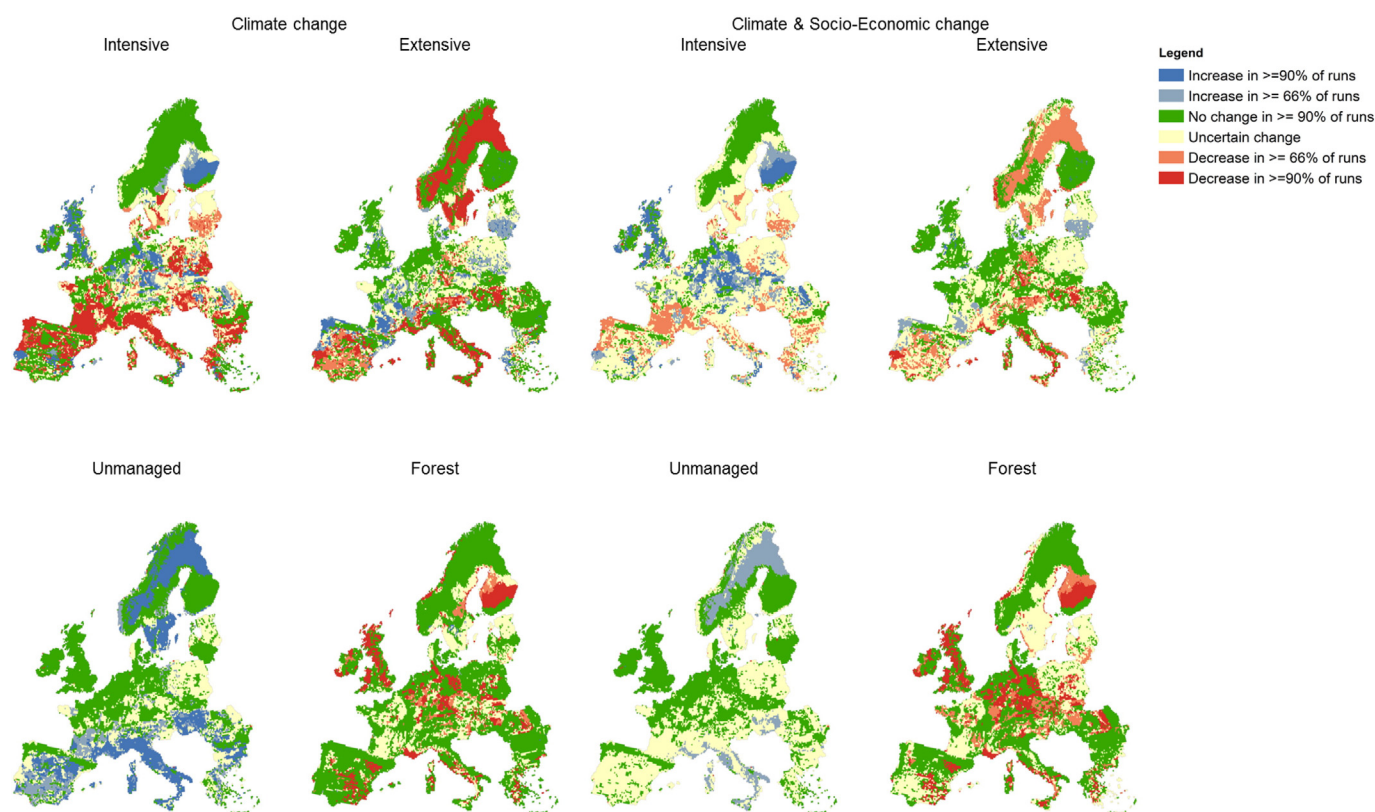 Climate change
Climate & Socio-Economic change
Intensive
Extensive
Intensive
Extensive
Legend
Increase in >=90% of runs
Increase in >= 66% of runs
No change in >= 90% of runs
Uncertain change
Decrease in >= 66% of runs
Decrease in >=90% of runs
Unmanaged
Forest
Unmanaged
Forest